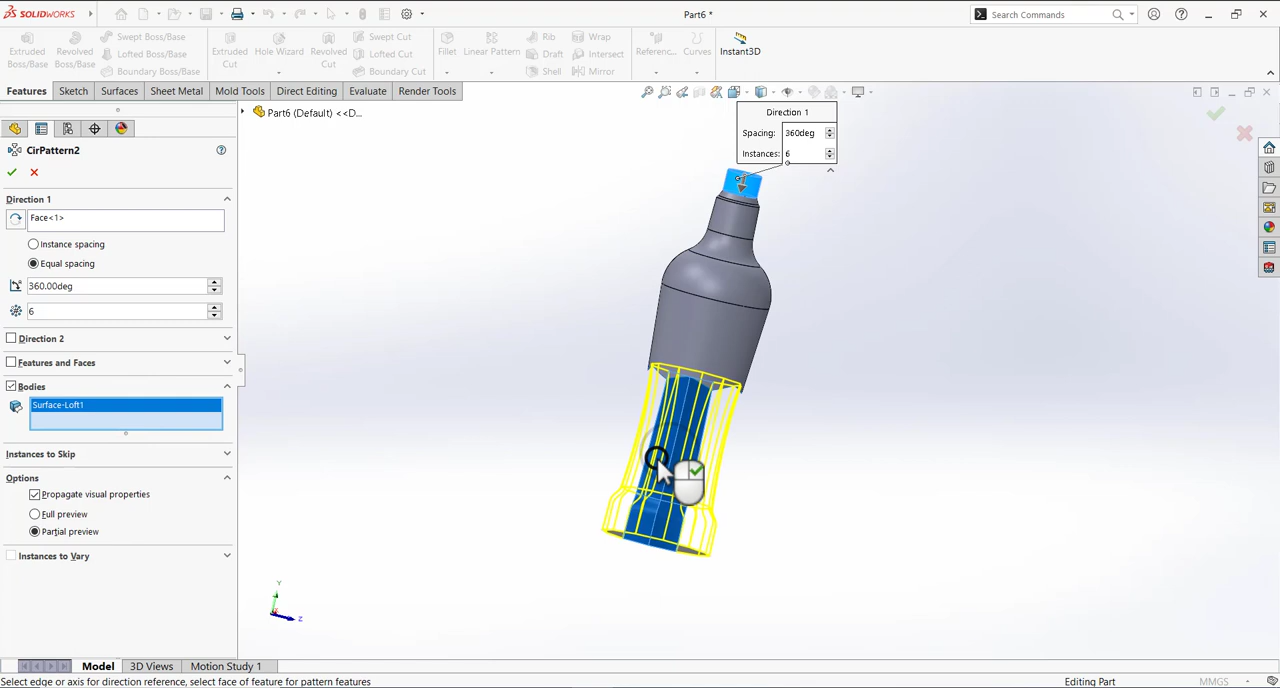 SOLIDWORKS
Part6 *
Search Commands
Extruded Boss/Base
Revolved Boss/Base
Swept Boss/Base
Lofted Boss/Base
Boundary Boss/Base
Extruded Cut
Hole Wizard
Revolved Cut
Swept Cut
Lofted Cut
Boundary Cut
Fillet
Linear Pattern
Rib
Draft
Shell
Wrap
Intersect
Mirror
Referenc...
Curves
Instant3D
Features
Sketch
Surfaces
Sheet Metal
Mold Tools
Direct Editing
Evaluate
Render Tools
Part6 (Default) <<D...
Direction 1
Spacing: 360deg
Instances: 6
CirPattern2
Direction 1
Face<1>
Instance spacing
Equal spacing
360.00deg
6
Direction 2
Features and Faces
Bodies
Surface-Loft1
Instances to Skip
Options
Propagate visual properties
Full preview
Partial preview
Instances to Vary
Y
Z
Model
3D Views
Motion Study 1
Select edge or axis for direction reference, select face of feature for pattern features
Editing Part
MMGS